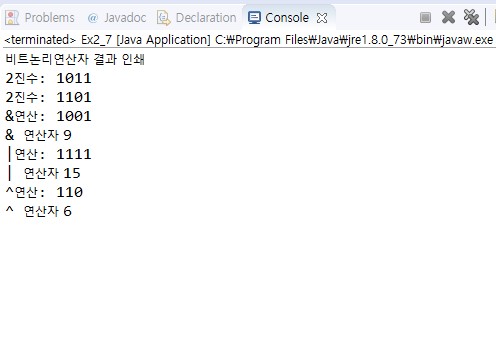 Problems @ Javadoc Declaration Console
<terminated> Ex2_7 [Java Application] C:₩Program Files₩Java₩jre1.8.0_73₩bin₩javaw.exe
비트논리연산자 결과 인쇄
2진수: 1011
2진수: 1101
&연산: 1001
& 연산자 9
|연산: 1111
| 연산자 15
^연산: 110
^ 연산자 6